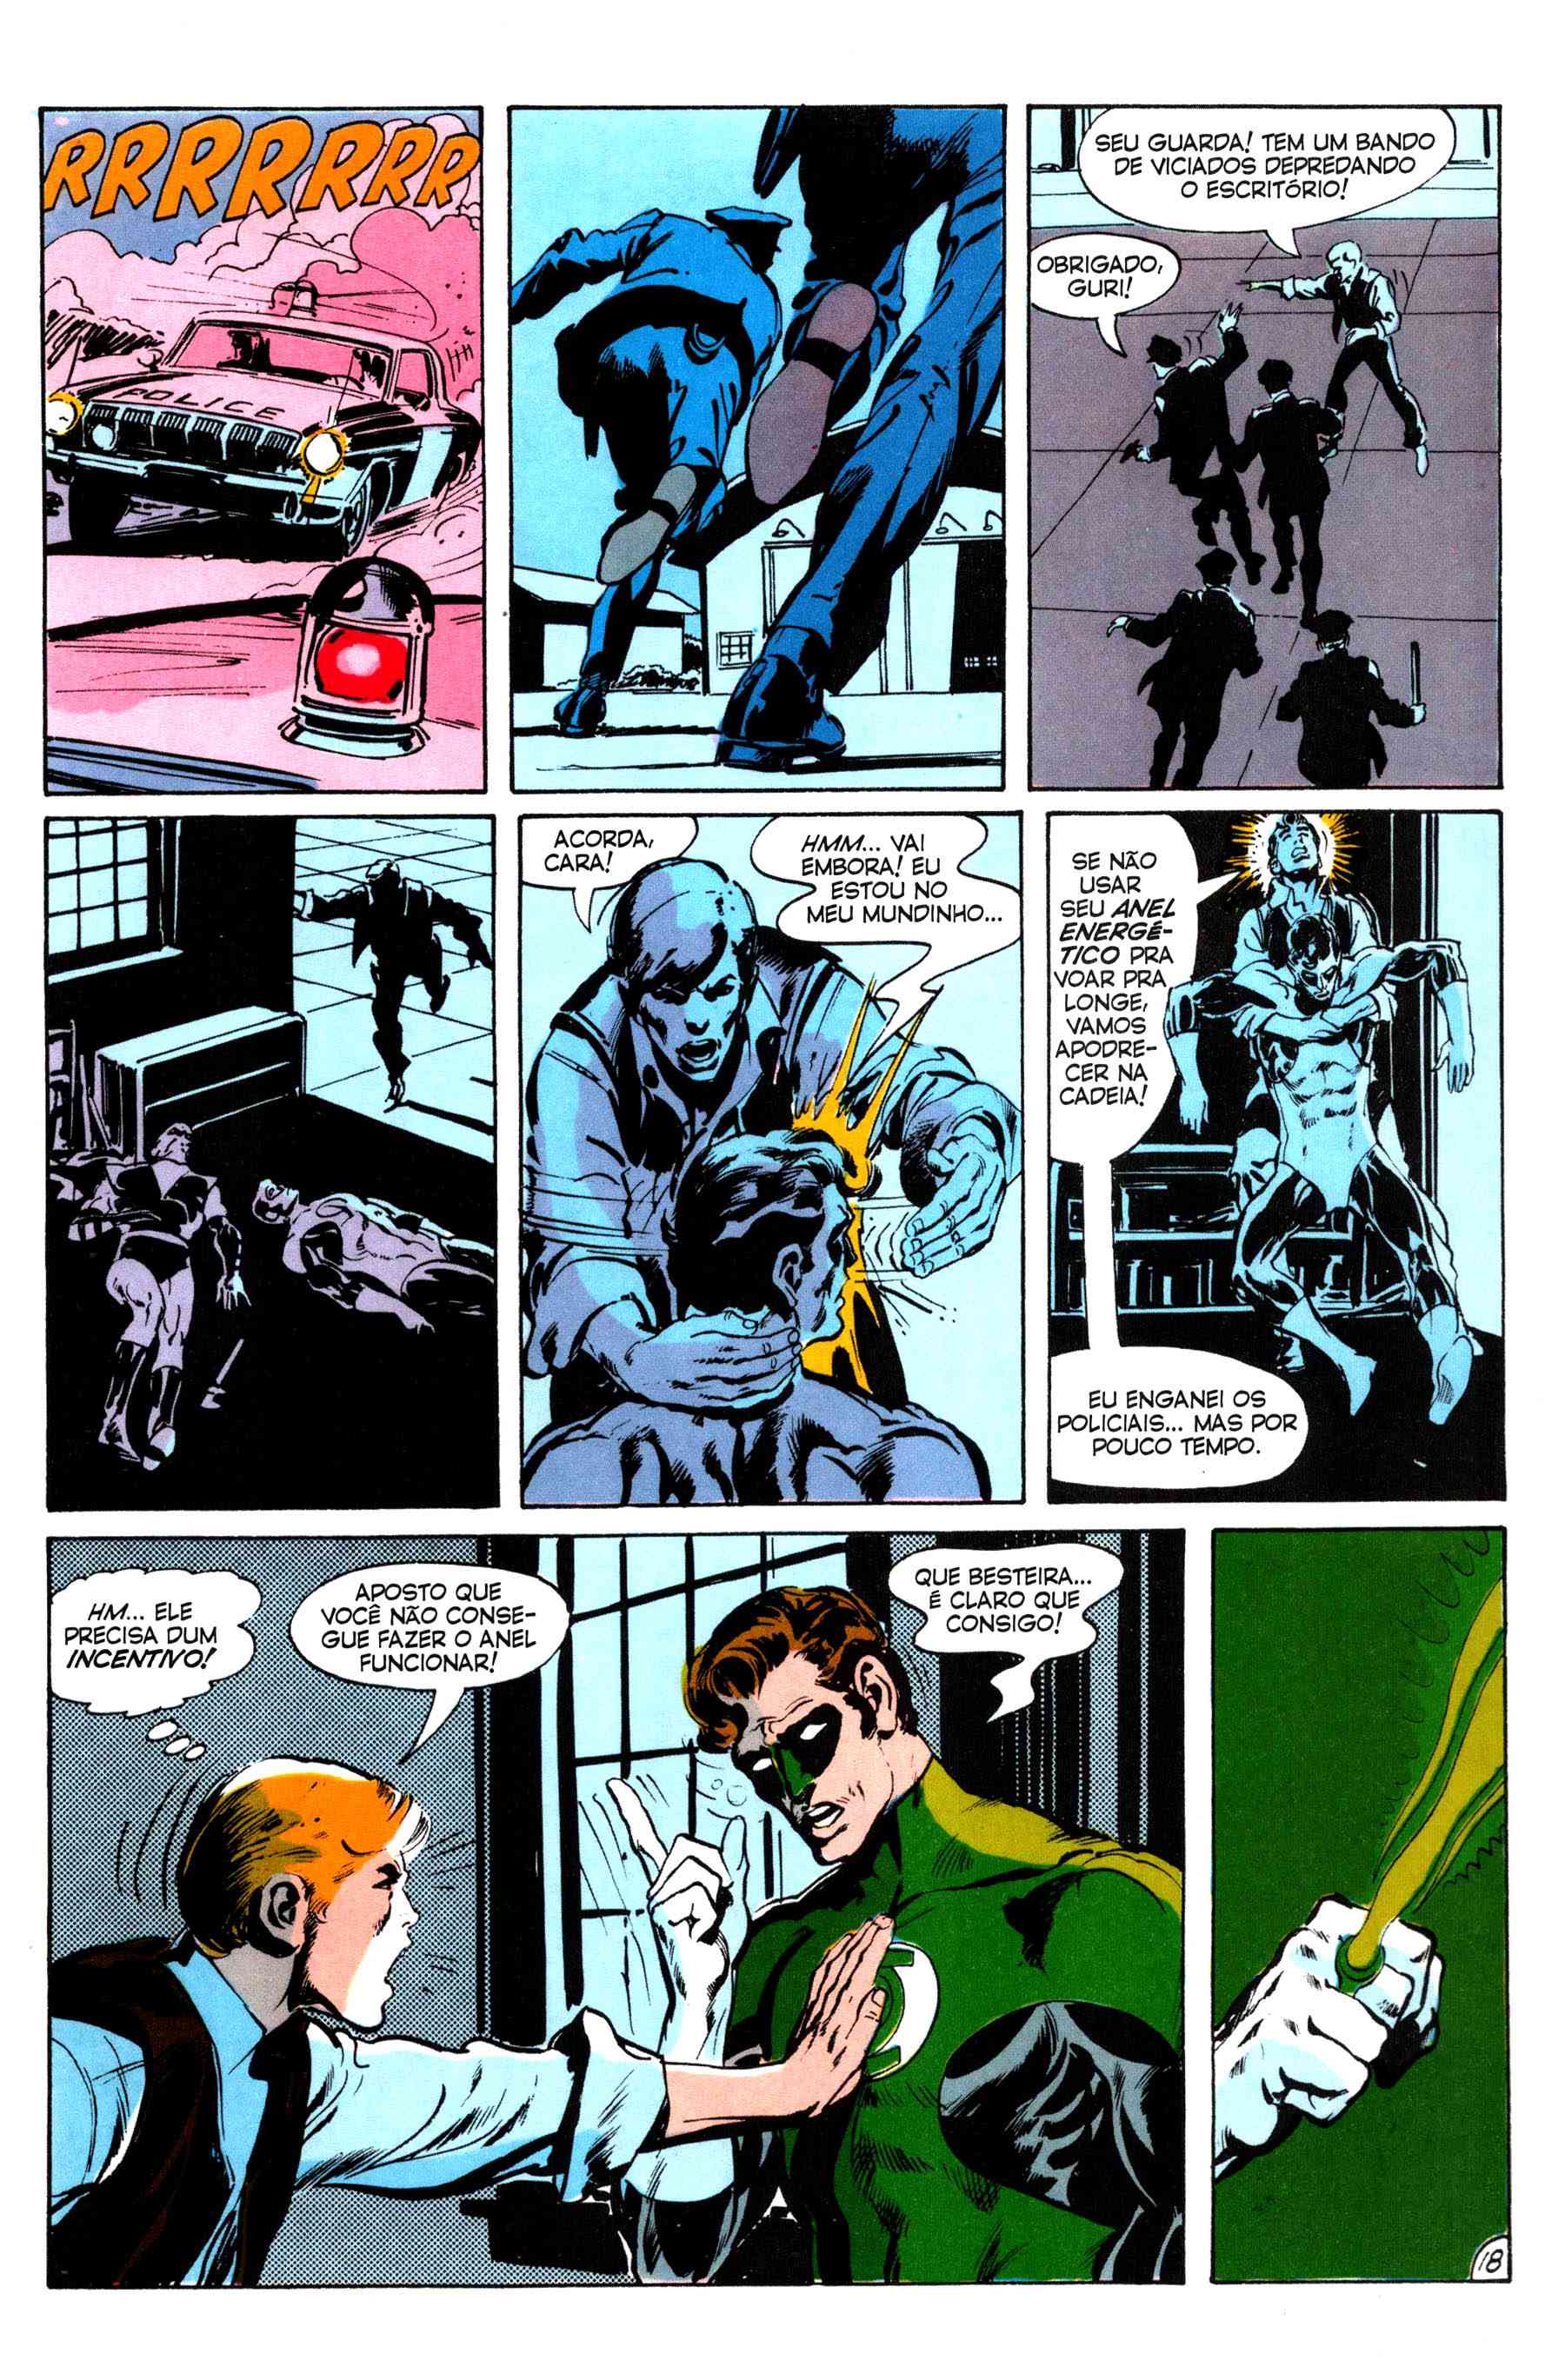 RRRRRRR
POLICE
SEU GUARDA! TEM UM BANDO
DE VICIADOS DEPREDANDO
O ESCRITÓRIO!
OBRIGADO,
GURI!
ACORDA,
CARA!
HMM... VAI
EMBORA! EU
ESTOU NO
MEU MUNDINHO...
SE NÃO
USAR
SEU ANEL
ENERGÉ-
TICO PRA
VOAR PRA
LONGE,
VAMOS
APODRE-
CER NA
CADEIA!
EU ENGANEI OS
POLICIAIS... MAS POR
POUCO TEMPO.
HM... ELE
PRECISA DUM
INCENTIVO!
APOSTO QUE
VOCÊ NÃO CONSE-
GUE FAZER O ANEL
FUNCIONAR!
QUE BESTEIRA...
É CLARO QUE
CONSIGO!
18